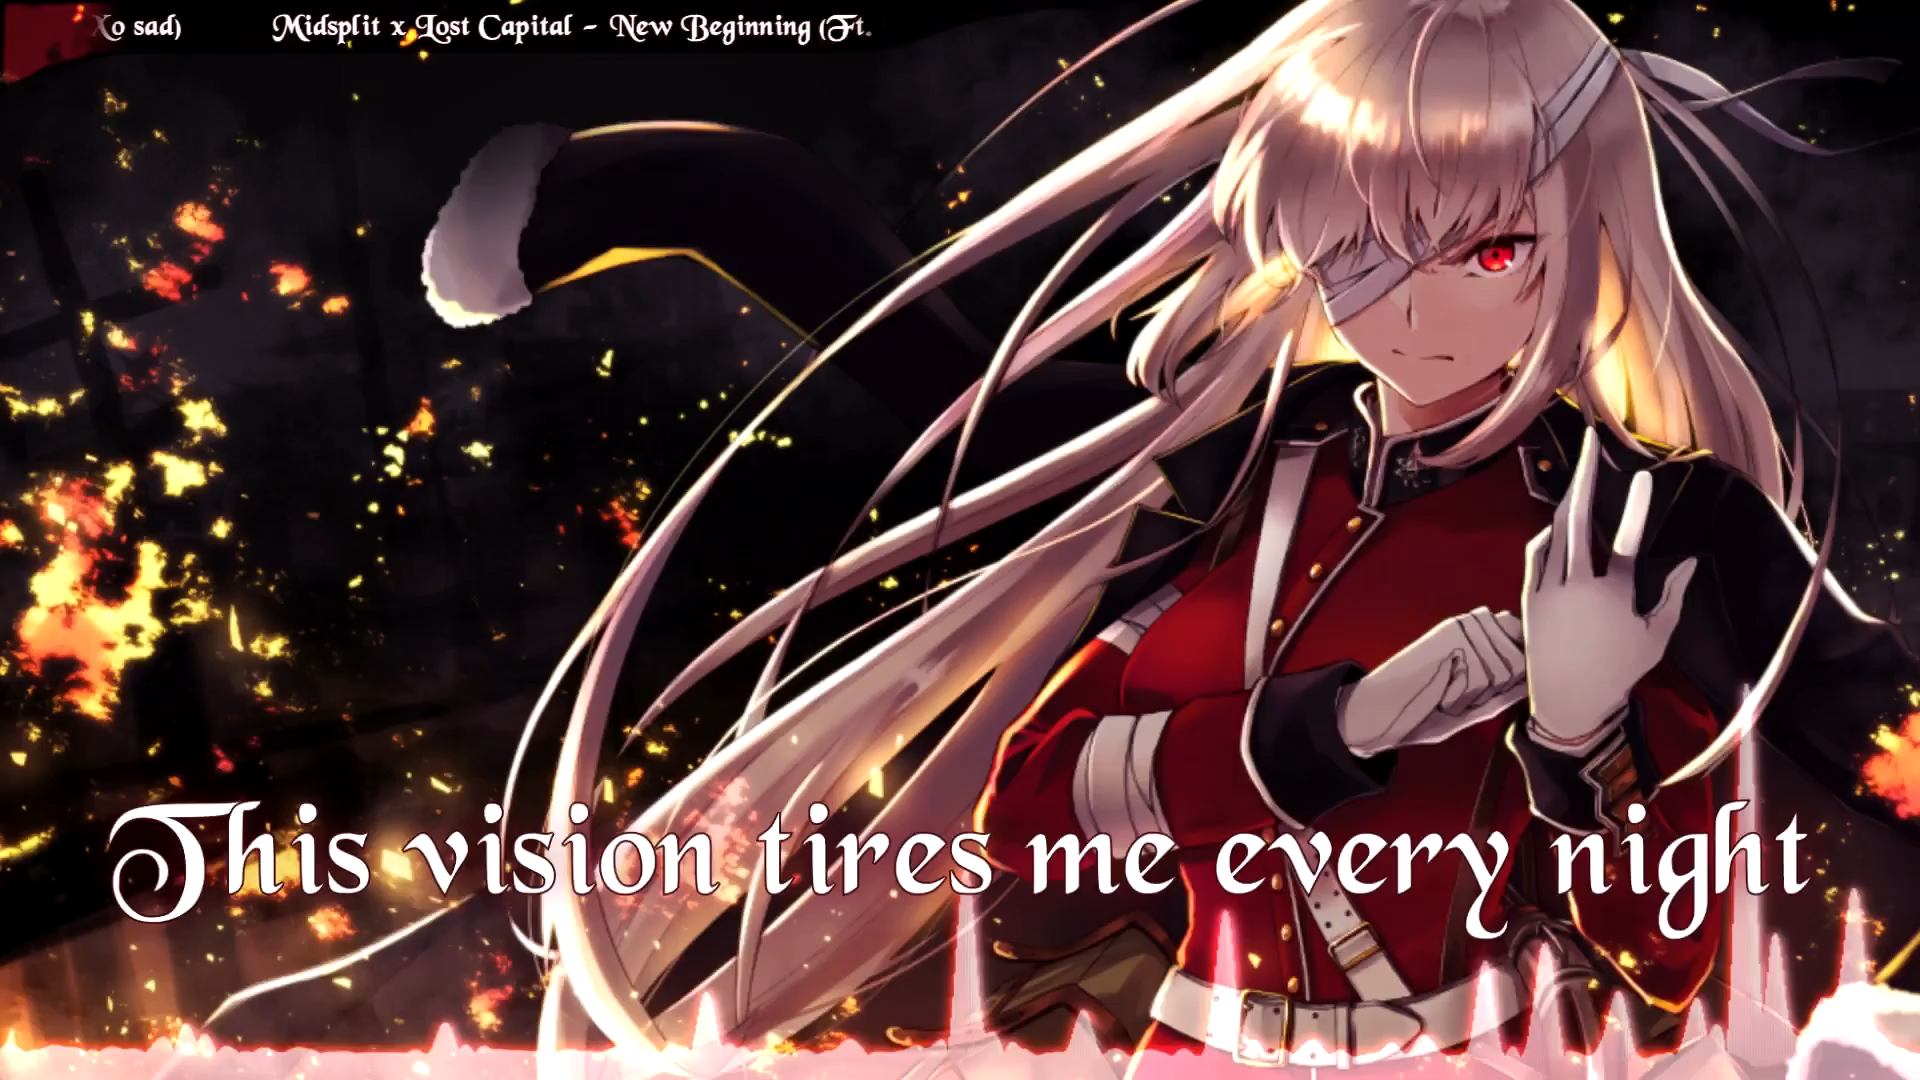 Xo sad) Midsplit x Lost Capital - New Beginning (Ft.
This vision tires me every night